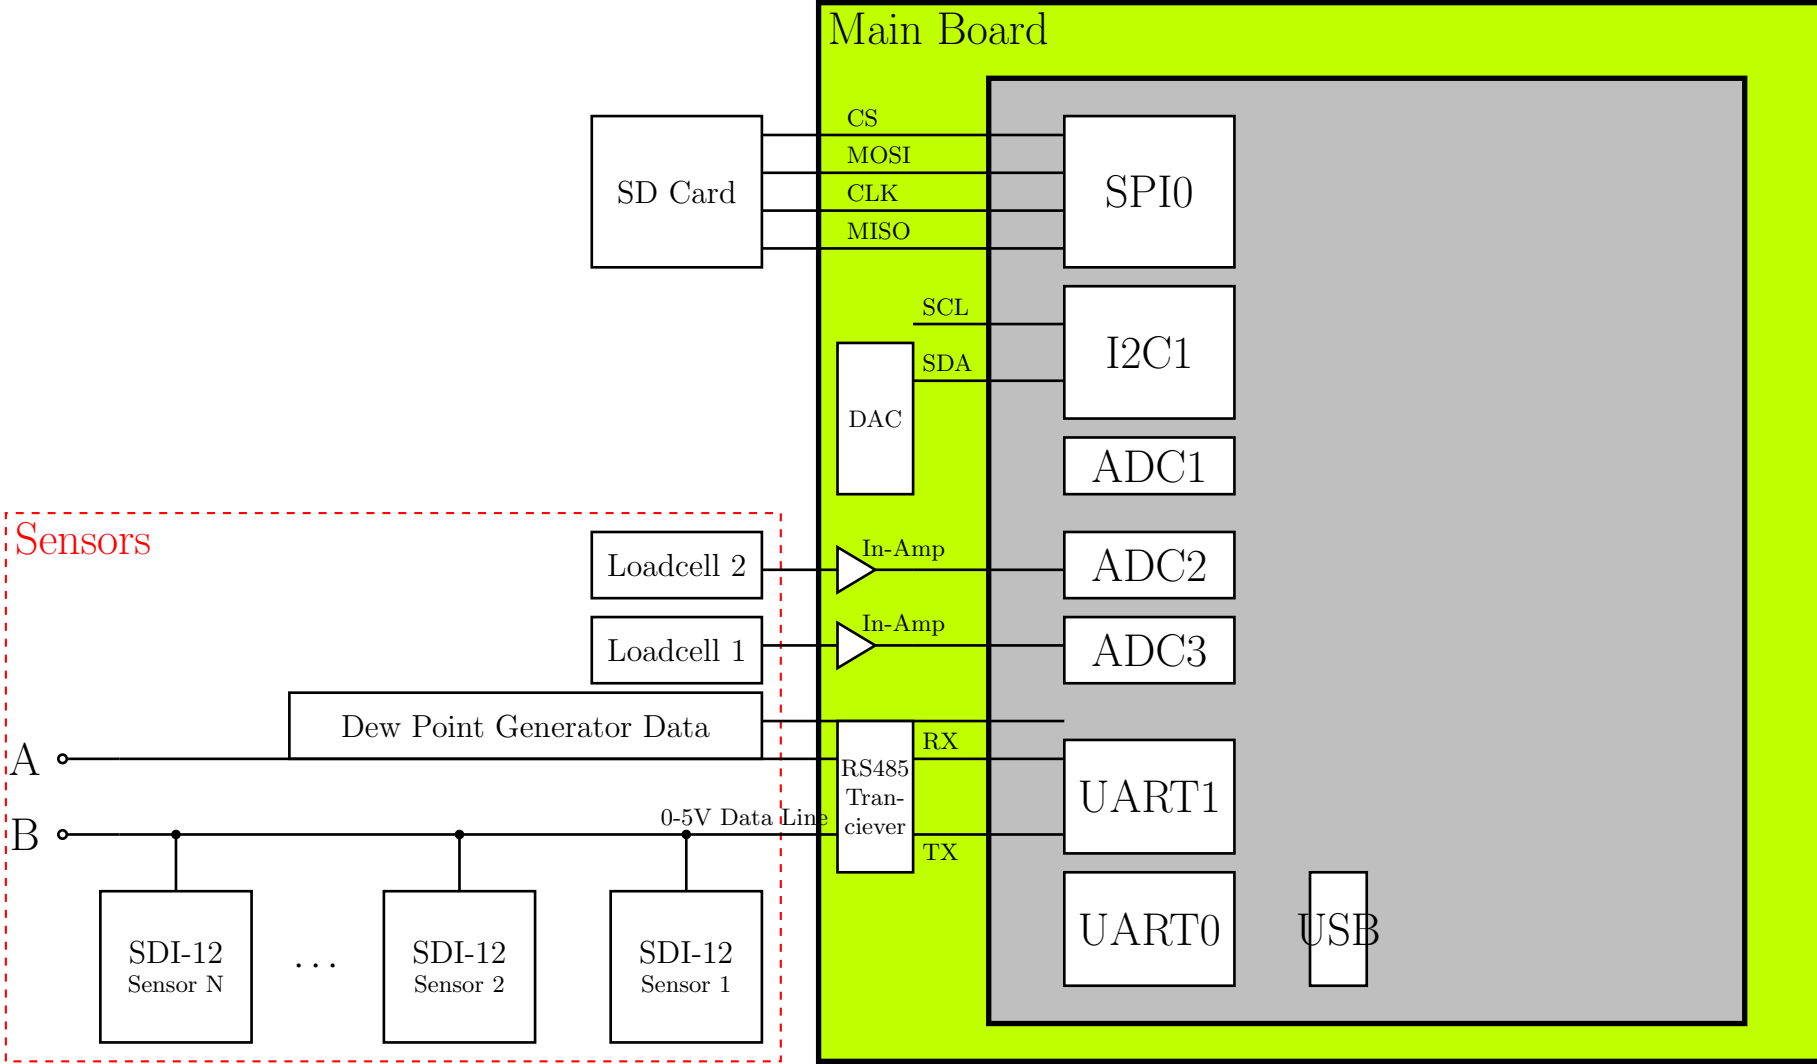 Main Board
CS
MOSI
CLK
MISO
SD Card
SPI0
SCL
SDA
I2C1
DAC
ADC1
Sensors
Loadcell 2
In-Amp
ADC2
Loadcell 1
In-Amp
ADC3
Dew Point Generator Data
A
RX
RS485
Tran-
ciever
UART1
B
0-5V Data Line
TX
SDI-12
Sensor N
...
SDI-12
Sensor 2
SDI-12
Sensor 1
UART0
USB